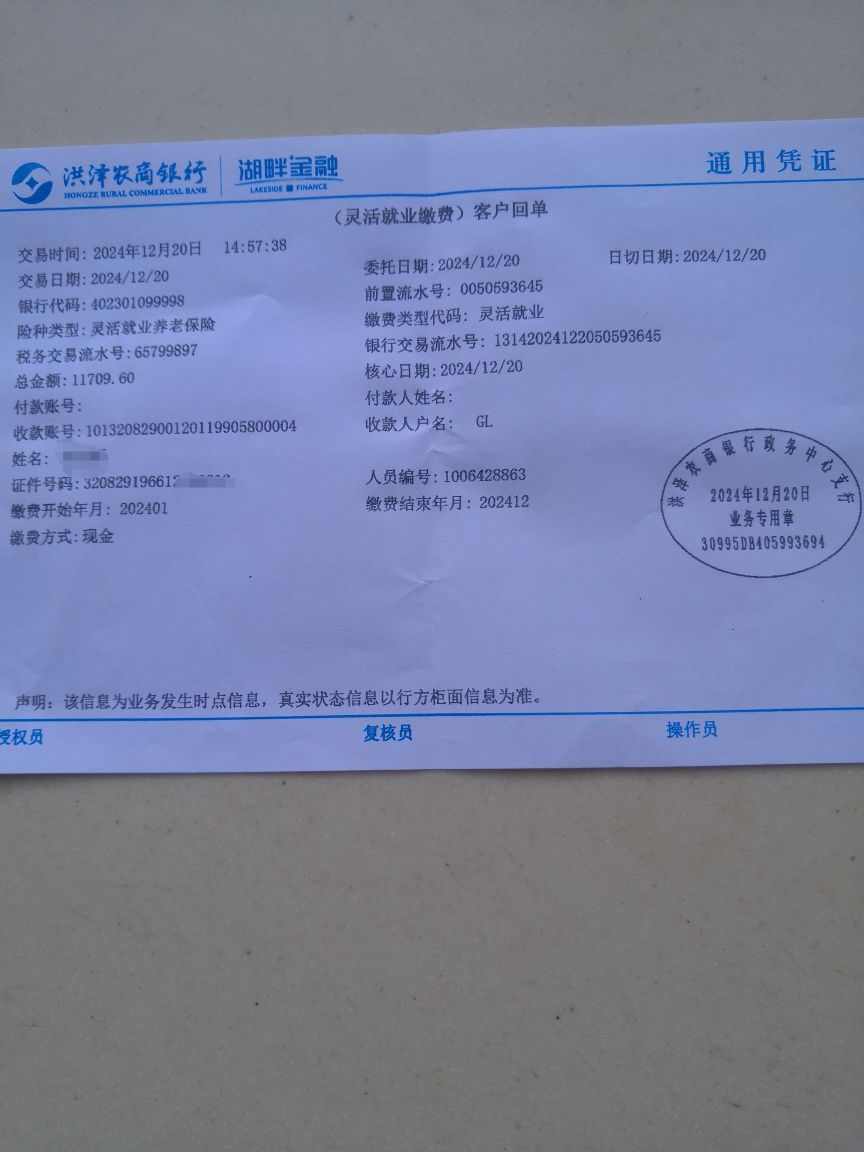 洪泽农商银行 湖畔金融 通用凭证
HONGZE RURAL COMMERCIAL BANK LAKESIDE FINANCE
（灵活就业缴费）客户回单
交易时间: 2024年12月20日 14:57:38 委托日期:2024/12/20 日切日期:2024/12/20
交易日期:2024/12/20 前置流水号: 0050593645
银行代码:402301099998 缴费类型代码: 灵活就业
险种类型:灵活就业养老保险 银行交易流水号: 13142024122050593645
税务交易流水号:65799897 核心日期:2024/12/20
总金额:11709.60 付款人姓名:
付款账号: 收款人户名: GL
收款账号:10132082900120119905800004
姓名:
证件号码:32082919661 人员编号:1006428863
缴费开始年月: 202401 缴费结束年月: 202412
缴费方式:现金
洪泽农商银行政务中心支行
2024年12月20日
业务专用章
30995DB405993694
声明: 该信息为业务发生时点信息，真实状态信息以行方柜面信息为准。
授权员 复核员 操作员